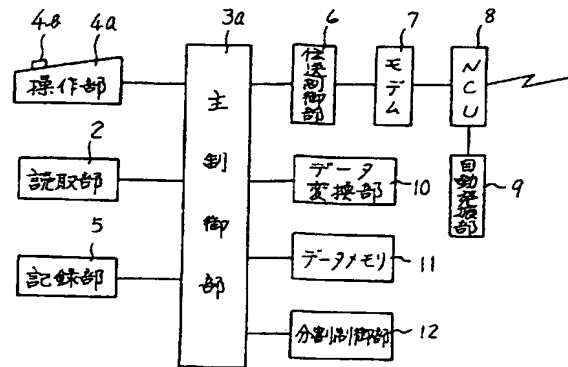 4a
4a
操作部
2
読取部
5
記録部
3a
主制御部
6
伝送制御部
7
モデム
8
NCU
自動発振部
9
データ
変換部
10
データメモリ
11
分割制御部
12